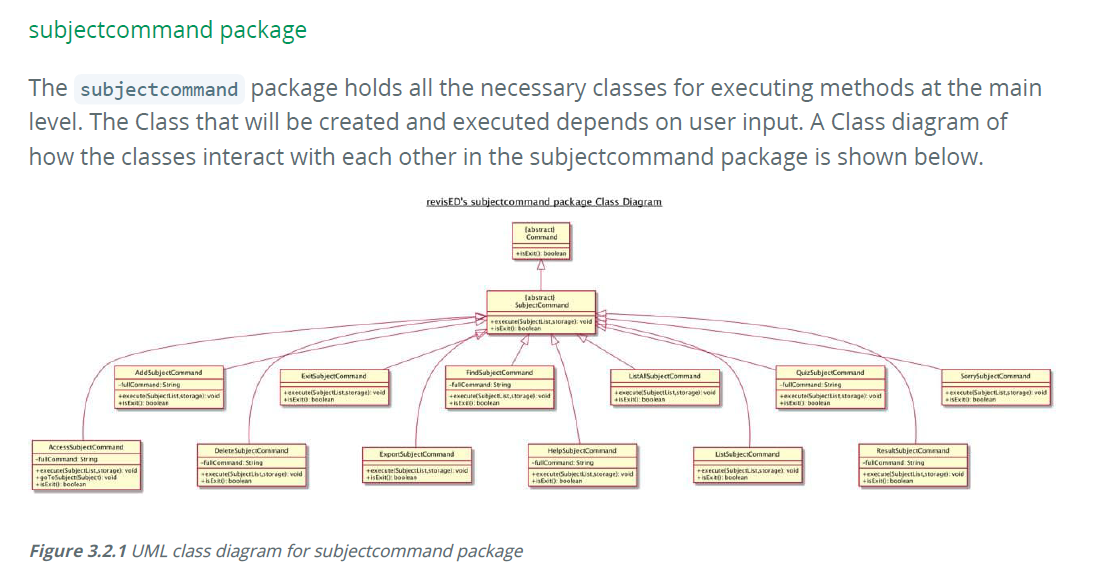 subjectcommand package
The subjectcommand package holds all the necessary classes for executing methods at the main
level. The Class that will be created and executed depends on user input. A Class diagram of
how the classes interact with each other in the subjectcommand package is shown below.
revisED's subjectcommand package Class Diagram
{abstract}
Command
+isExit(): boolean
{abstract}
SubjectCommand
+execute(SubjectList,storage): void
+isExit(): boolean
AddSubjectCommand
-fullCommand: String
+execute(SubjectList,storage): void
+isExit(): boolean
ExitSubjectCommand
+execute(SubjectList,storage): void
+isExit(): boolean
FindSubjectCommand
-fullCommand: String
+execute(SubjectList,storage): void
+isExit(): boolean
ListAllSubjectCommand
+execute(SubjectList,storage): void
+isExit(): boolean
QuizSubjectCommand
-fullCommand: String
+execute(SubjectList,storage): void
+isExit(): boolean
SorrySubjectCommand
+execute(SubjectList,storage): void
+isExit(): boolean
AccessSubjectCommand
-fullCommand: String
+execute(SubjectList,storage): void
+goToSubject(Subject): void
+isExit(): boolean
DeleteSubjectCommand
-fullCommand: String
+execute(SubjectList,storage): void
+isExit(): boolean
ExportSubjectCommand
+execute(SubjectList,storage): void
+isExit(): boolean
HelpSubjectCommand
-fullCommand: String
+execute(SubjectList,storage): void
+isExit(): boolean
ListSubjectCommand
+execute(SubjectList,storage): void
+isExit(): boolean
ResultSubjectCommand
-fullCommand: String
+execute(SubjectList,storage): void
+isExit(): boolean
Figure 3.2.1 UML class diagram for subjectcommand package